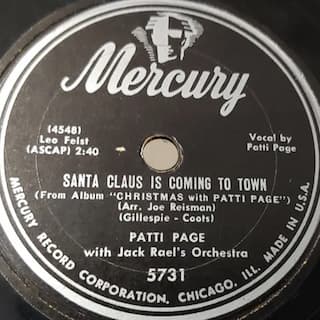 Mercury
(4548)
Leo Feist
(ASCAP) 2:40
Vocal by
Patti Page
SANTA CLAUS IS COMING TO TOWN
(From Album "CHRISTMAS with PATTI PAGE")
(Arr. Joe Reisman)
(Gillespie - Coots)
PATTI PAGE
with Jack Rael's Orchestra
5731
MERCURY RECORD CORPORATION, CHICAGO, ILL. MADE IN U.S.A.